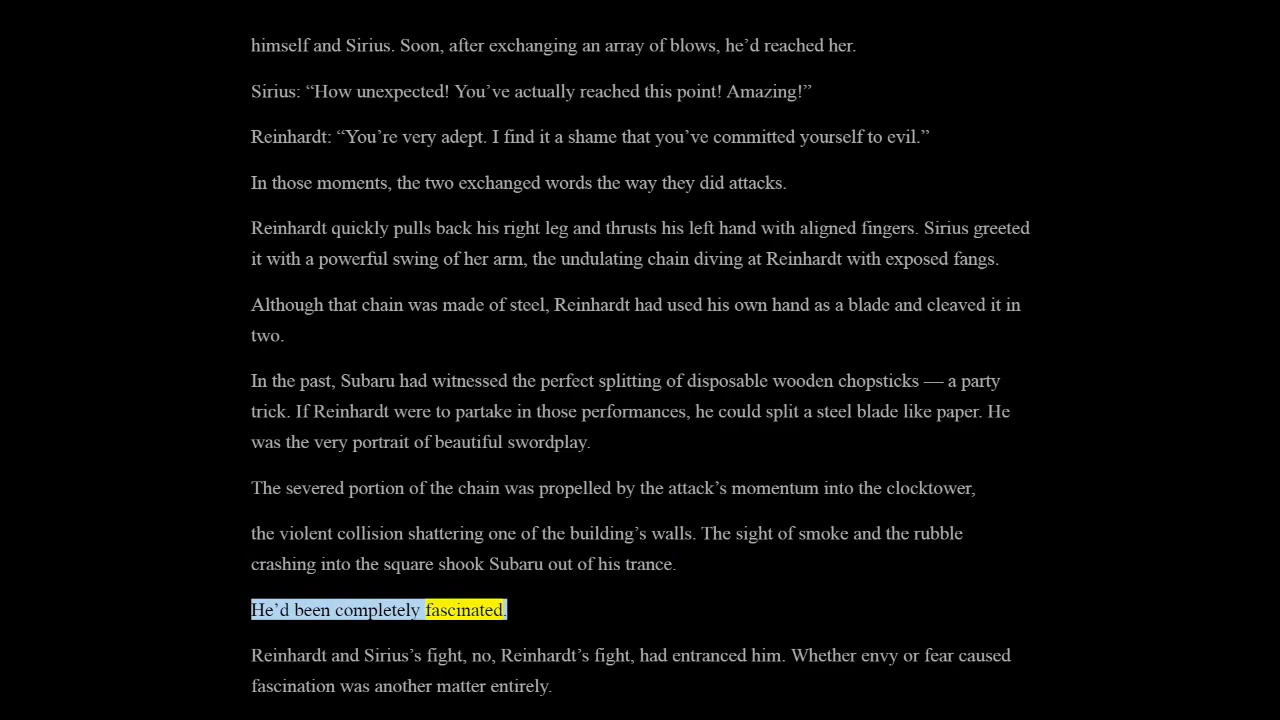 himself and Sirius. Soon, after exchanging an array of blows, he’d reached her.
Sirius: “How unexpected! You’ve actually reached this point! Amazing!”
Reinhardt: “You’re very adept. I find it a shame that you’ve committed yourself to evil.”
In those moments, the two exchanged words the way they did attacks.
Reinhardt quickly pulls back his right leg and thrusts his left hand with aligned fingers. Sirius greeted
it with a powerful swing of her arm, the undulating chain diving at Reinhardt with exposed fangs.
Although that chain was made of steel, Reinhardt had used his own hand as a blade and cleaved it in
two.
In the past, Subaru had witnessed the perfect splitting of disposable wooden chopsticks — a party
trick. If Reinhardt were to partake in those performances, he could split a steel blade like paper. He
was the very portrait of beautiful swordplay.
The severed portion of the chain was propelled by the attack’s momentum into the clocktower,
the violent collision shattering one of the building’s walls. The sight of smoke and the rubble
crashing into the square shook Subaru out of his trance.
He’d been completely fascinated.
Reinhardt and Sirius’s fight, no, Reinhardt’s fight, had entranced him. Whether envy or fear caused
fascination was another matter entirely.